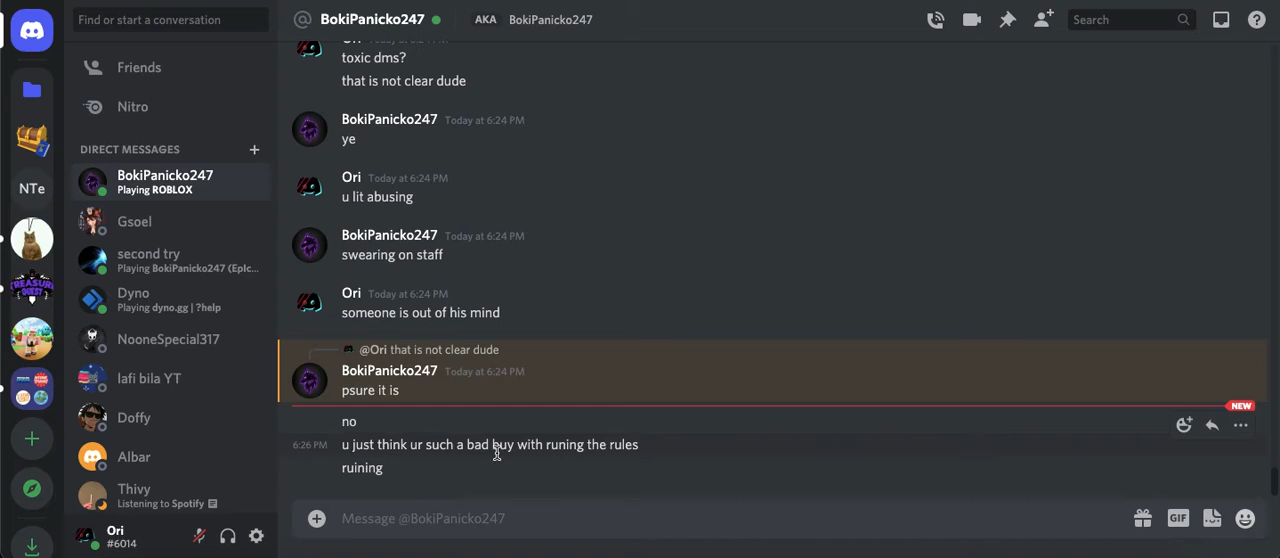 Find or start a conversation
@ BokiPanicko247 AKA BokiPanicko247
Search
Friends
Nitro
DIRECT MESSAGES
BokiPanicko247
Playing ROBLOX
NTe
Gsoel
second try
Playing BokiPanicko247 (Epic...
Dyno
Playing dyno.gg | ?help
NooneSpecial317
lafi bila YT
Doffy
Albar
Thivy
Listening to Spotify
Ori
#6014
TREASURE
QUEST
toxic dms?
that is not clear dude
BokiPanicko247 Today at 6:24 PM
ye
Ori Today at 6:24 PM
u lit abusing
BokiPanicko247 Today at 6:24 PM
swearing on staff
Ori Today at 6:24 PM
someone is out of his mind
@Ori that is not clear dude
BokiPanicko247 Today at 6:24 PM
psure it is
NEW
no
6:26 PM u just think ur such a bad buy with runing the rules
ruining
Message @BokiPanicko247
GIF